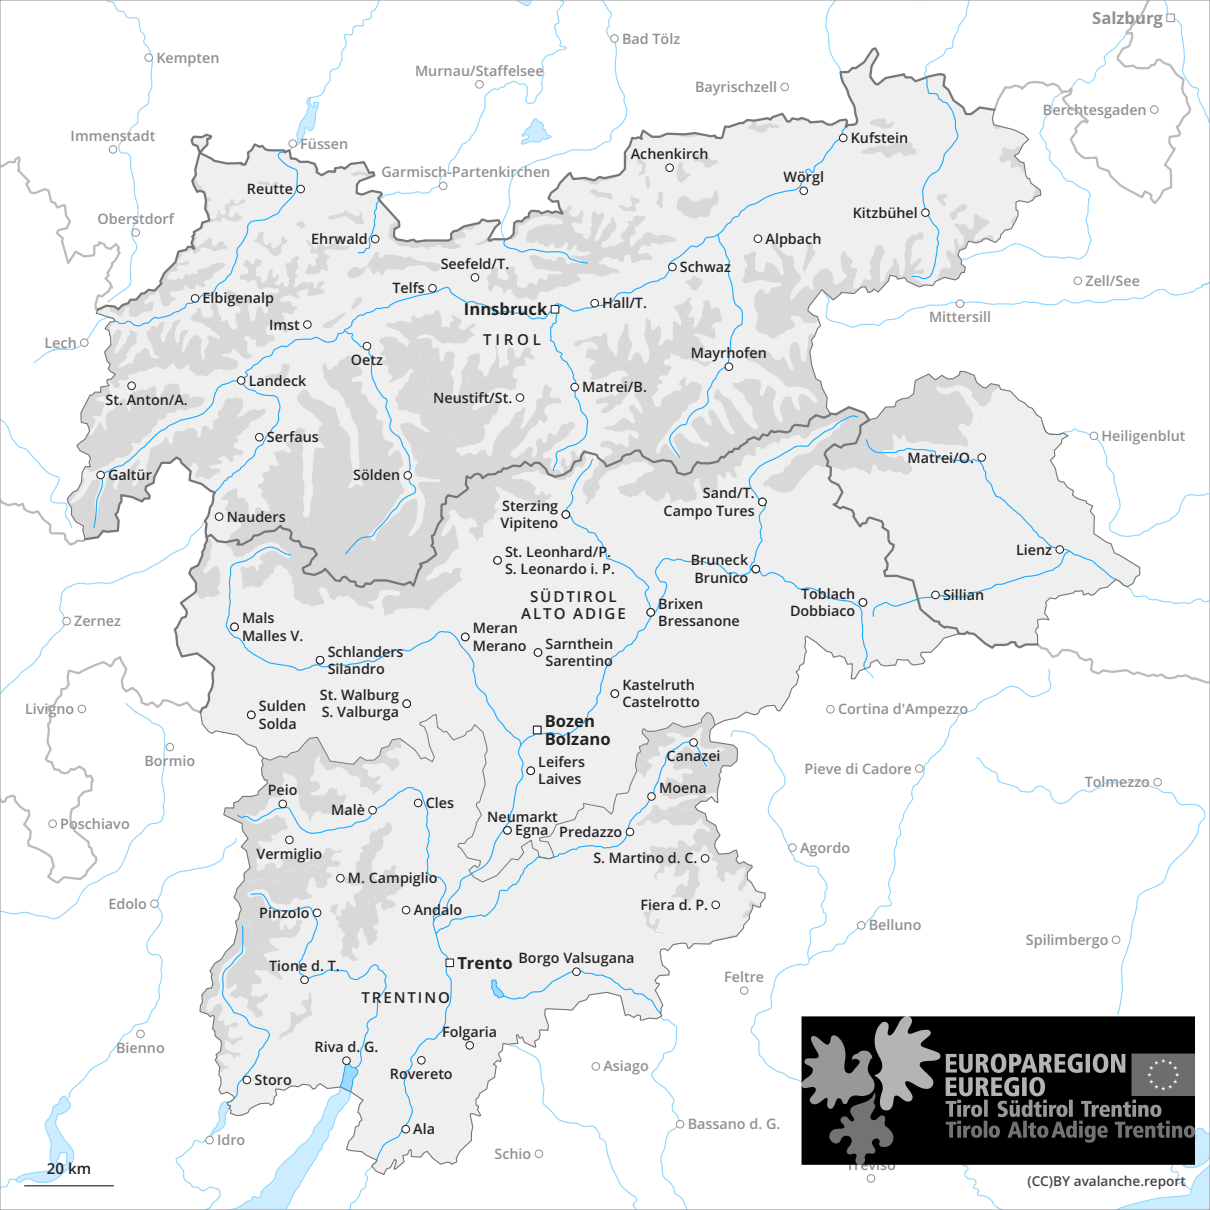 Salzburg
Bad Tölz
Kempten
Murnau/Staffelsee
Bayrischzell
Berchtesgaden
Immenstadt
Kufstein
Füssen
Achenkirch
Garmisch-Partenkirchen
Wörgl
Reutte
Kitzbühel
Oberstdorf
Ehrwald
Alpbach
Seefeld/T.
Schwaz
Zell/See
Telfs
Elbigenalp
Hall/T.
Innsbruck
Mittersill
Imst
TIROL
Lech
Mayrhofen
Oetz
Landeck
Matrei/B.
St. Anton/A.
Neustift/St.
Serfaus
Heiligenblut
Matrei/O.
Galtür
Sölden
Sand/T.
Campo Tures
Sterzing
Vipiteno
Nauders
Lienz
St. Leonhard/P.
S. Leonardo i. P.
Bruneck
Brunico
SÜDTIROL
ALTO ADIGE
Toblach
Dobbiaco
Sillian
Brixen
Bressanone
Zernez
Mals
Malles V.
Meran
Merano
Sarnthein
Sarentino
Schlanders
Silandro
Kastelruth
Castelrotto
St. Walburg
S. Valburga
Sulden
Solda
Livigno
Cortina d'Ampezzo
Bozen
Bolzano
Canazei
Bormio
Leifers
Laives
Pieve di Cadore
Tolmezzo
Peio
Moena
Cles
Malè
Neumarkt
Egna
Predazzo
Poschiavo
Vermiglio
Agordo
S. Martino d. C.
M. Campiglio
Edolo
Pinzolo
Andalo
Fiera d. P.
Belluno
Spilimbergo
Trento
Borgo Valsugana
Tione d. T.
Feltre
TRENTINO
Bienno
Folgaria
Riva d. G.
Rovereto
Asiago
Storo
EUROPAREGION
EUREGIO
Tirol Südtirol Trentino
Tirolo Alto Adige Trentino
Bassano d. G.
Ala
Idro
Schio
Treviso
20 km
(CC)BY avalanche.report